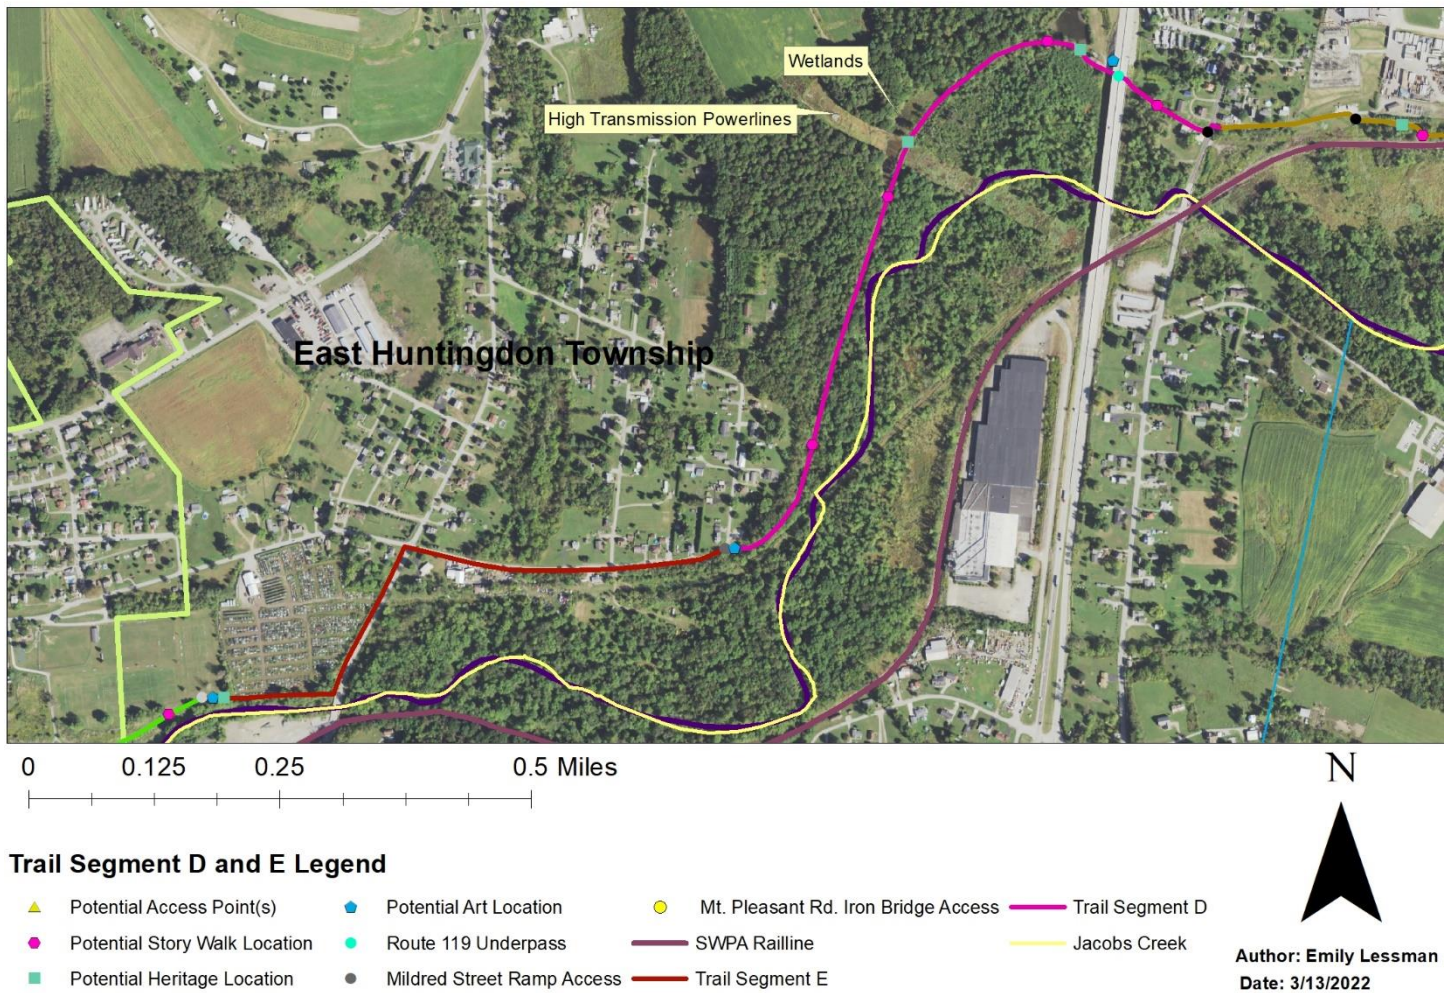 Wetlands
High Transmission Powerlines
East Huntingdon Township
0 0.125 0.25 0.5 Miles
N
Trail Segment D and E Legend
Potential Access Point(s)
Potential Art Location
Mt. Pleasant Rd. Iron Bridge Access
Trail Segment D
Potential Story Walk Location
Route 119 Underpass
SWPA Railline
Jacobs Creek
Potential Heritage Location
Mildred Street Ramp Access
Trail Segment E
Author: Emily Lessman
Date: 3/13/2022